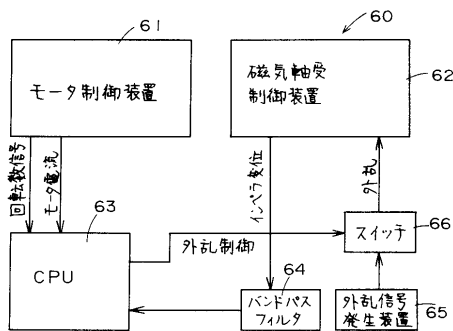 61
60
モータ制御装置
磁気軸受
制御装置
62
回転数信号
モータ電流
インペラ変位
外乱
63
66
CPU
外乱制御
スイッチ
64
バンドパス
フィルタ
外乱信号
発生装置
65